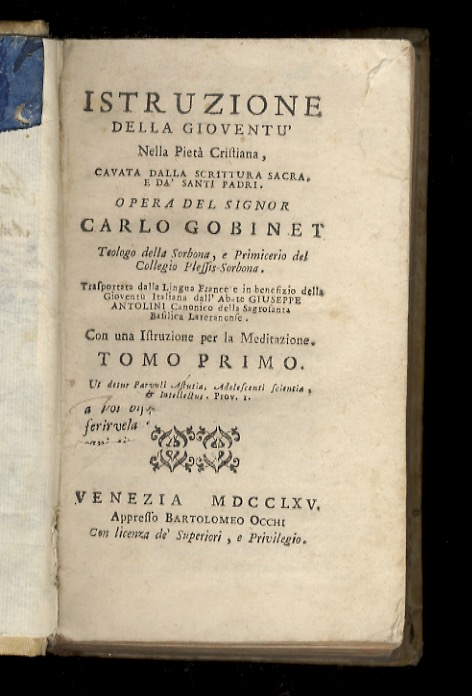 ISTRUZIONE
DELLA GIOVENTU'
Nella Pietà Criſtiana,
CAVATA DALLA SCRITTURA SACRA,
E DA' SANTI PADRI.
OPERA DEL SIGNOR
CARLO GOBINET
Teologo della Sorbona, e Primicerio del
Collegio Pleſſis-Sorbona.
Traſportata dalla Lingua Franceſe in benefizio della
Gioventù Italiana dall' Abate GIUSEPPE
ANTOLINI Canonico della Sagroſanta
Baſilica Lateranenſe.
Con una Iſtruzione per la Meditazione.
TOMO PRIMO.
Ut detur Parvuli Aſtutia, Adoleſcenti ſcientia,
& Intellectus. PROV. 1.
a voi
ferirvela
VENEZIA MDCCLXV.
Appreſſo BARTOLOMEO OCCHI
Con licenza de' Superiori, e Privilegio.